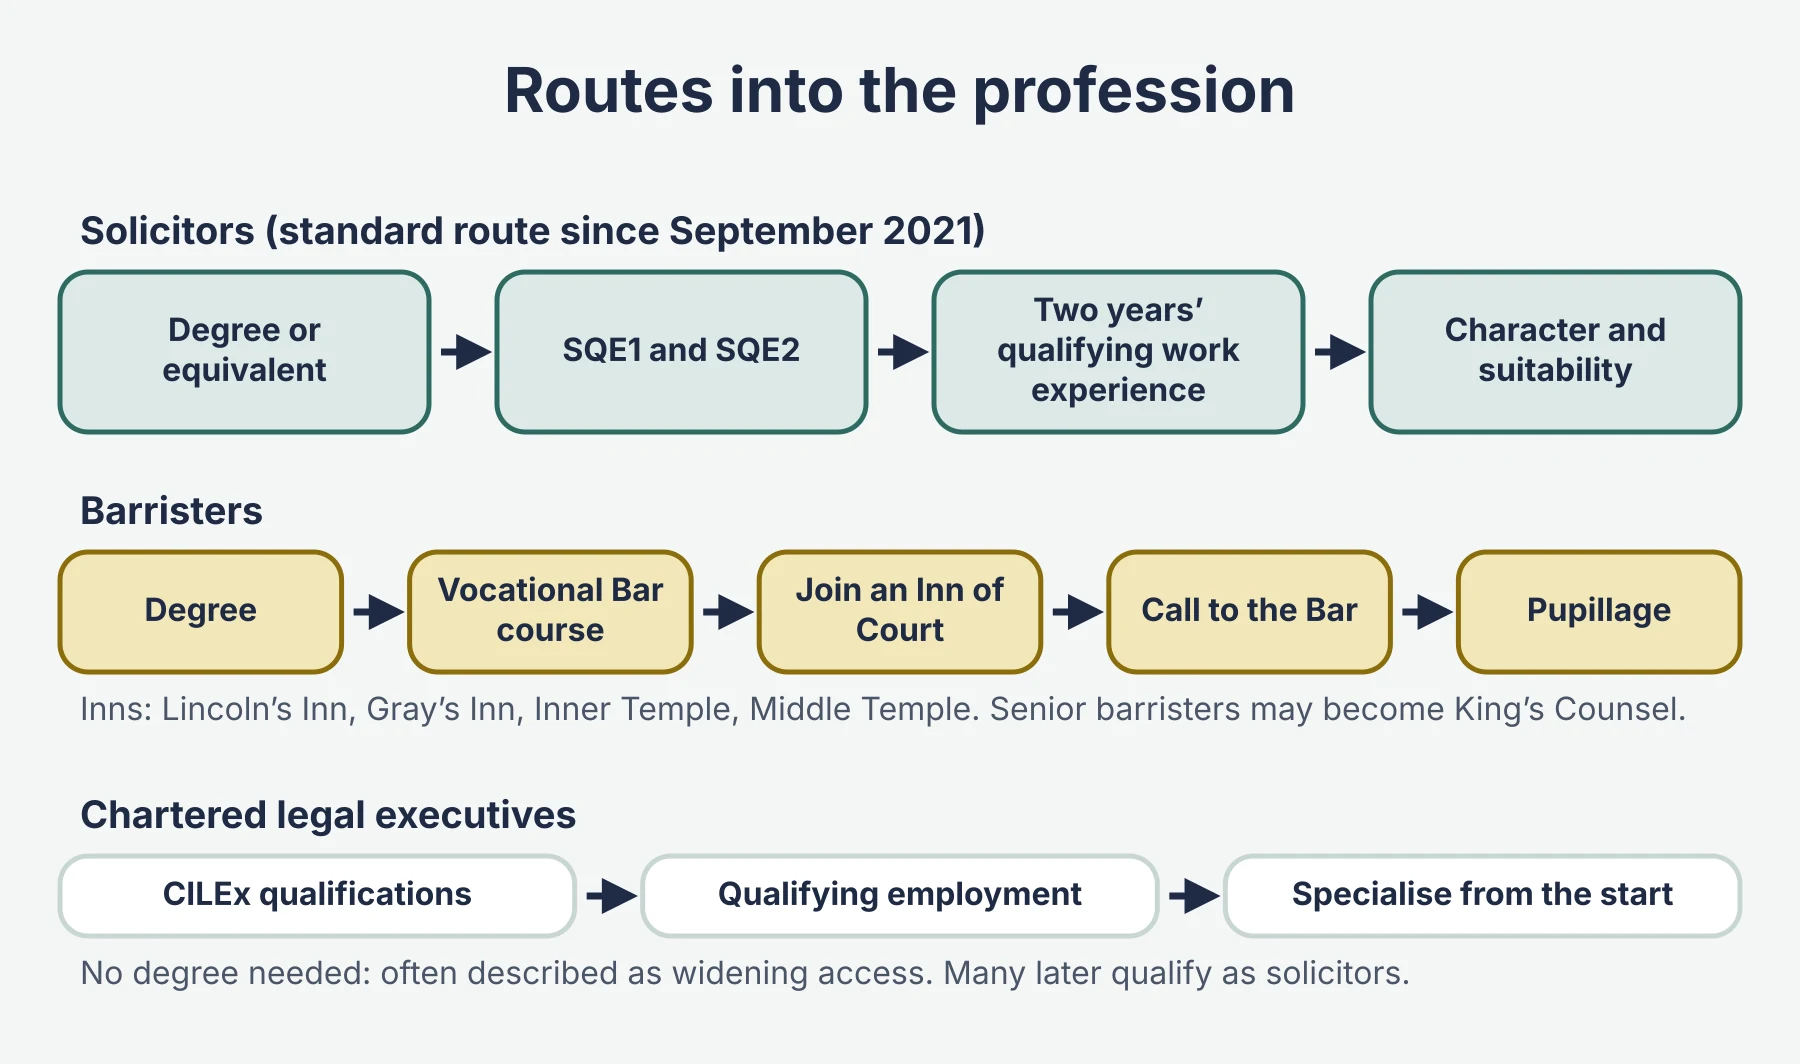 Routes into the profession
Solicitors (standard route since September 2021)
Degree or
equivalent
SQE1 and SQE2
Two years’
qualifying work
experience
Character and
suitability
Barristers
Degree
Vocational Bar
course
Join an Inn of
Court
Call to the Bar
Pupillage
Inns: Lincoln’s Inn, Gray’s Inn, Inner Temple, Middle Temple. Senior barristers may become King’s Counsel.
Chartered legal executives
CILEx qualifications
Qualifying employment
Specialise from the start
No degree needed: often described as widening access. Many later qualify as solicitors.